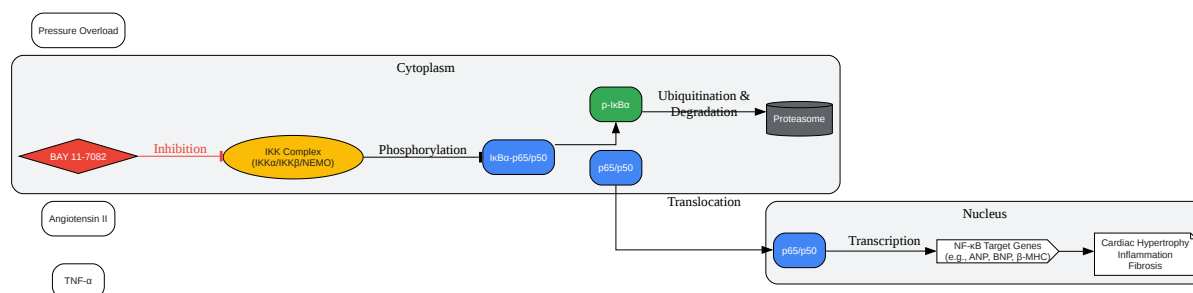 Pressure Overload
Cytoplasm
BAY 11-7082
Inhibition
IKK Complex
(IKKα/IKKβ/NEMO)
Phosphorylation
IκBα-p65/p50
p-IκBα
p65/p50
Ubiquitination &
Degradation
Proteasome
Angiotensin II
TNF-α
Translocation
Nucleus
p65/p50
Transcription
NF-κB Target Genes
(e.g., ANP, BNP, β-MHC)
Cardiac Hypertrophy
Inflammation
Fibrosis